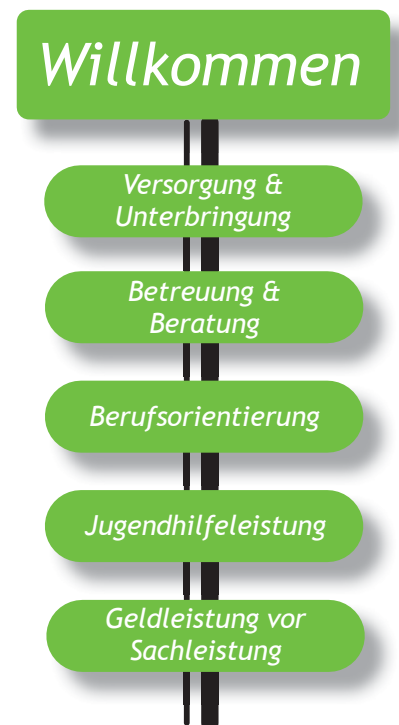 Willkommen
Versorgung &
Unterbringung
Betreuung &
Beratung
Berufsorientierung
Jugendhilfeleistung
Geldleistung vor
Sachleistung